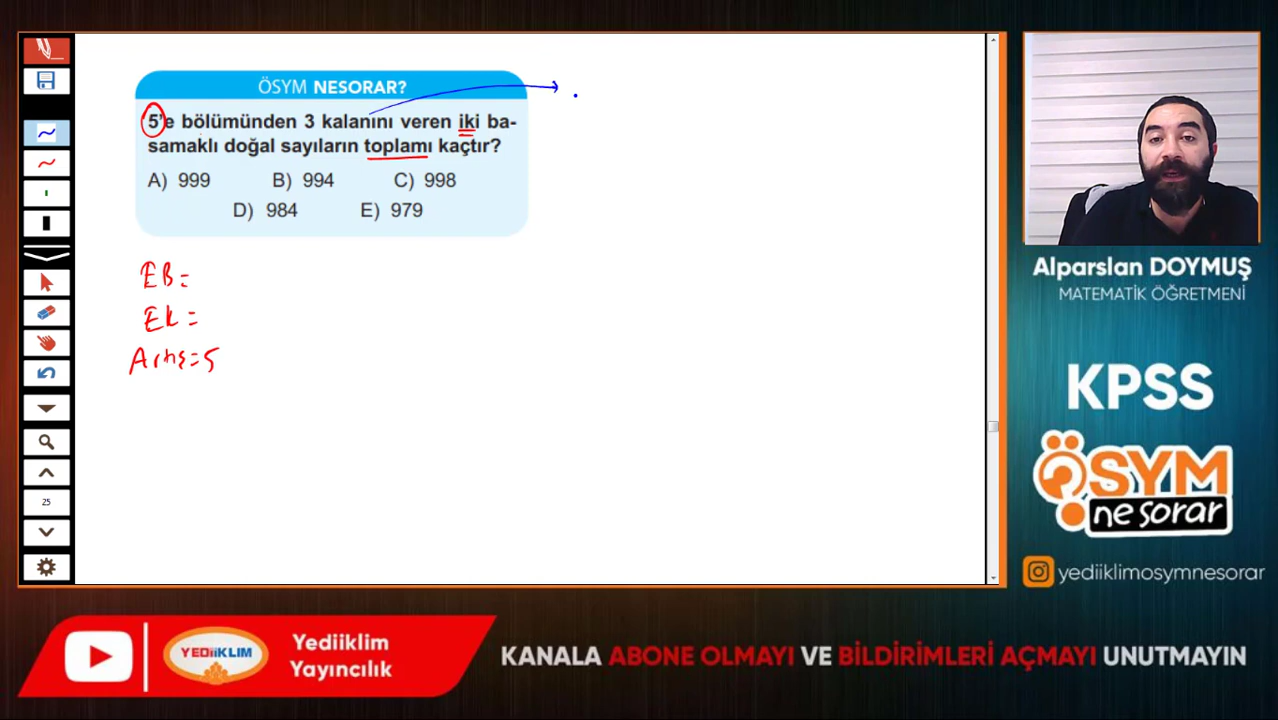 ÖSYM NESORAR?
5'e bölümünden 3 kalanını veren iki ba-
samaklı doğal sayıların toplamı kaçtır?
A) 999 B) 994 C) 998
D) 984 E) 979
EB=
EK=
Artış=5
25
Alparslan DOYMUŞ
MATEMATİK ÖĞRETMENİ
KPSS
ÖSYM
ne sorar
yediiklimosymnesorar
YEDİİKLİM
Yediiklim
Yayıncılık
KANALA ABONE OLMAYI VE BİLDİRİMLERİ AÇMAYI UNUTMAYIN